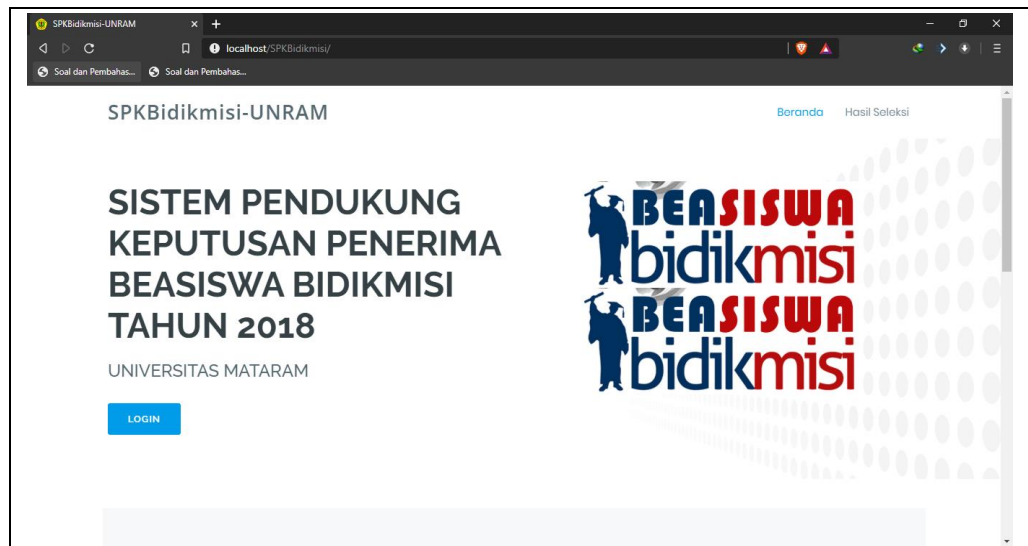 SPKBidikmisi-UNRAM
localhost/SPKBidikmisi/
Soal dan Pembahas...
Soal dan Pembahas...
SPKBidikmisi-UNRAM
Beranda
Hasil Seleksi
SISTEM PENDUKUNG
KEPUTUSAN PENERIMA
BEASISWA BIDIKMISI
TAHUN 2018
UNIVERSITAS MATARAM
LOGIN
BEASISWA
bidikmisi
BEASISWA
bidikmisi